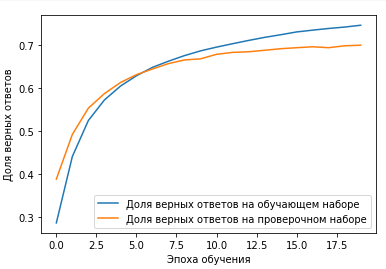 Доля верных ответов
0.7
0.6
0.5
0.4
0.3
Доля верных ответов на обучающем наборе
Доля верных ответов на проверочном наборе
0.0 2.5 5.0 7.5 10.0 12.5 15.0 17.5
Эпоха обучения